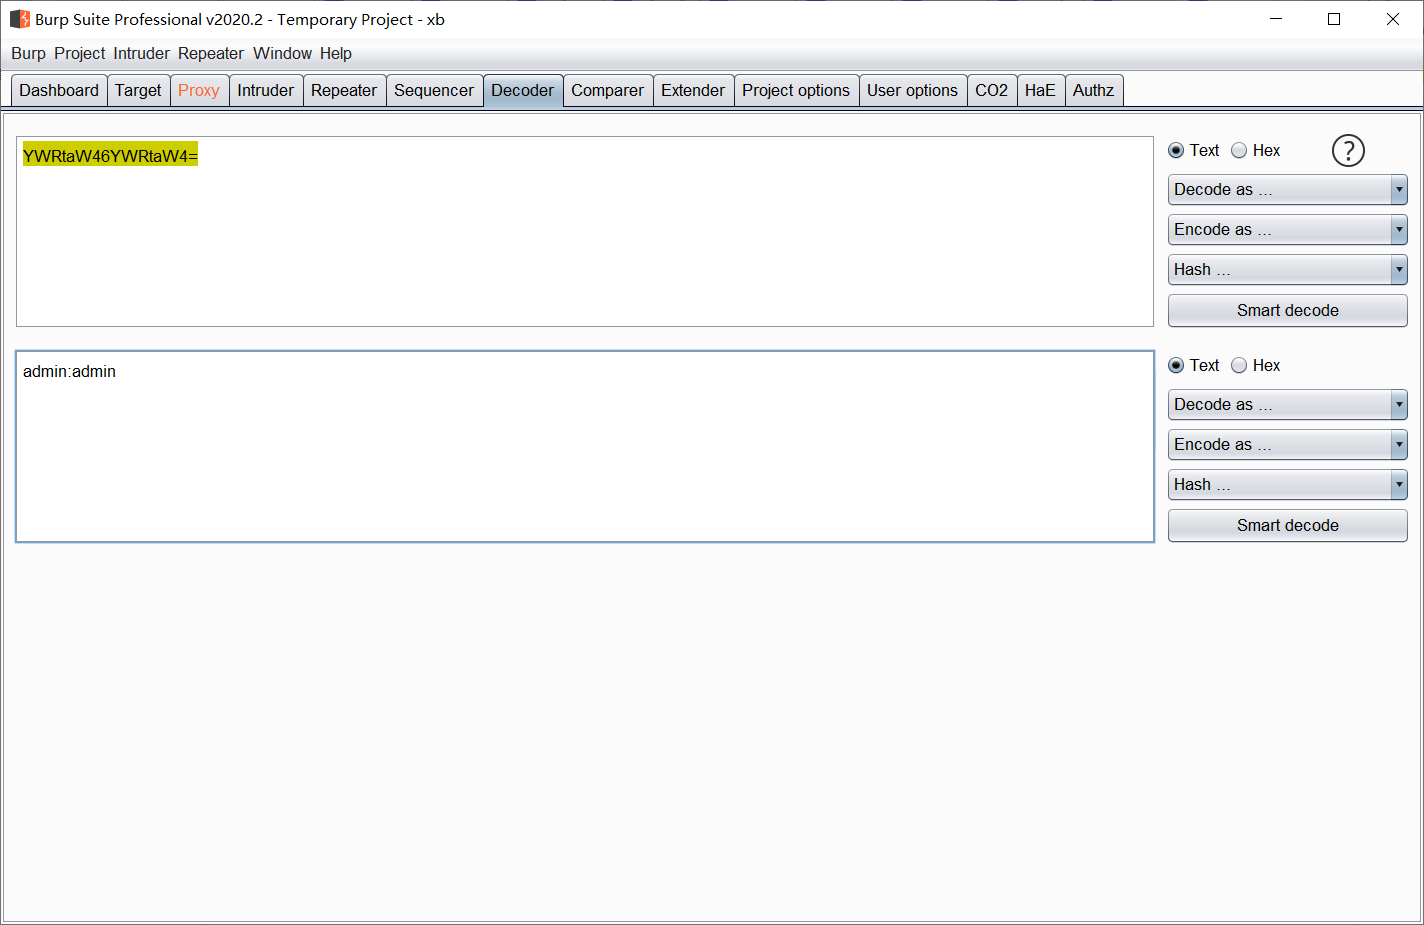 Burp Suite Professional v2020.2 - Temporary Project - xb
Burp Project Intruder Repeater Window Help
Dashboard Target Proxy Intruder Repeater Sequencer Decoder Comparer Extender Project options User options CO2 HaE Authz
YWRtaW46YWRtaW4=
Text Hex ?
Decode as ...
Encode as ...
Hash ...
Smart decode
admin:admin
Text Hex
Decode as ...
Encode as ...
Hash ...
Smart decode